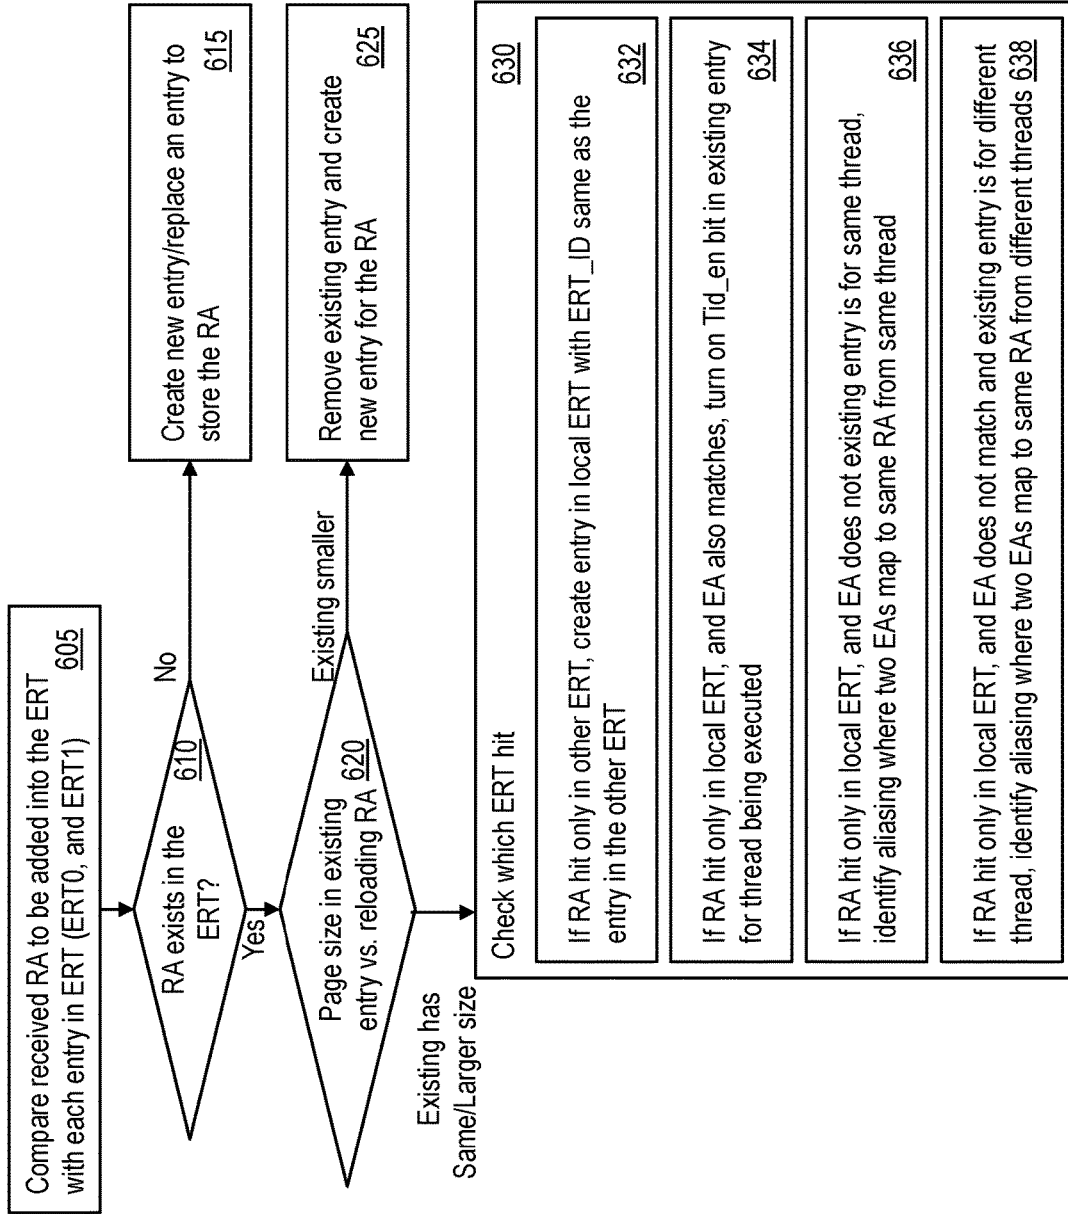 Compare received RA to be added into the ERT
with each entry in ERT (ERT0, and ERT1) 605
RA exists in the
ERT?
610
No
Yes
Create new entry/replace an entry to
store the RA
615
Page size in existing
entry vs. reloading RA 620
Existing smaller
Existing has
Same/Larger size
Remove existing entry and create
new entry for the RA
625
Check which ERT hit
630
If RA hit only in other ERT, create entry in local ERT with ERT_ID same as the
entry in the other ERT
632
If RA hit only in local ERT, and EA also matches, turn on Tid_en bit in existing entry
for thread being executed
634
If RA hit only in local ERT, and EA does not existing entry is for same thread,
identify aliasing where two EAs map to same RA from same thread
636
If RA hit only in local ERT, and EA does not match and existing entry is for different
thread, identify aliasing where two EAs map to same RA from different threads 638